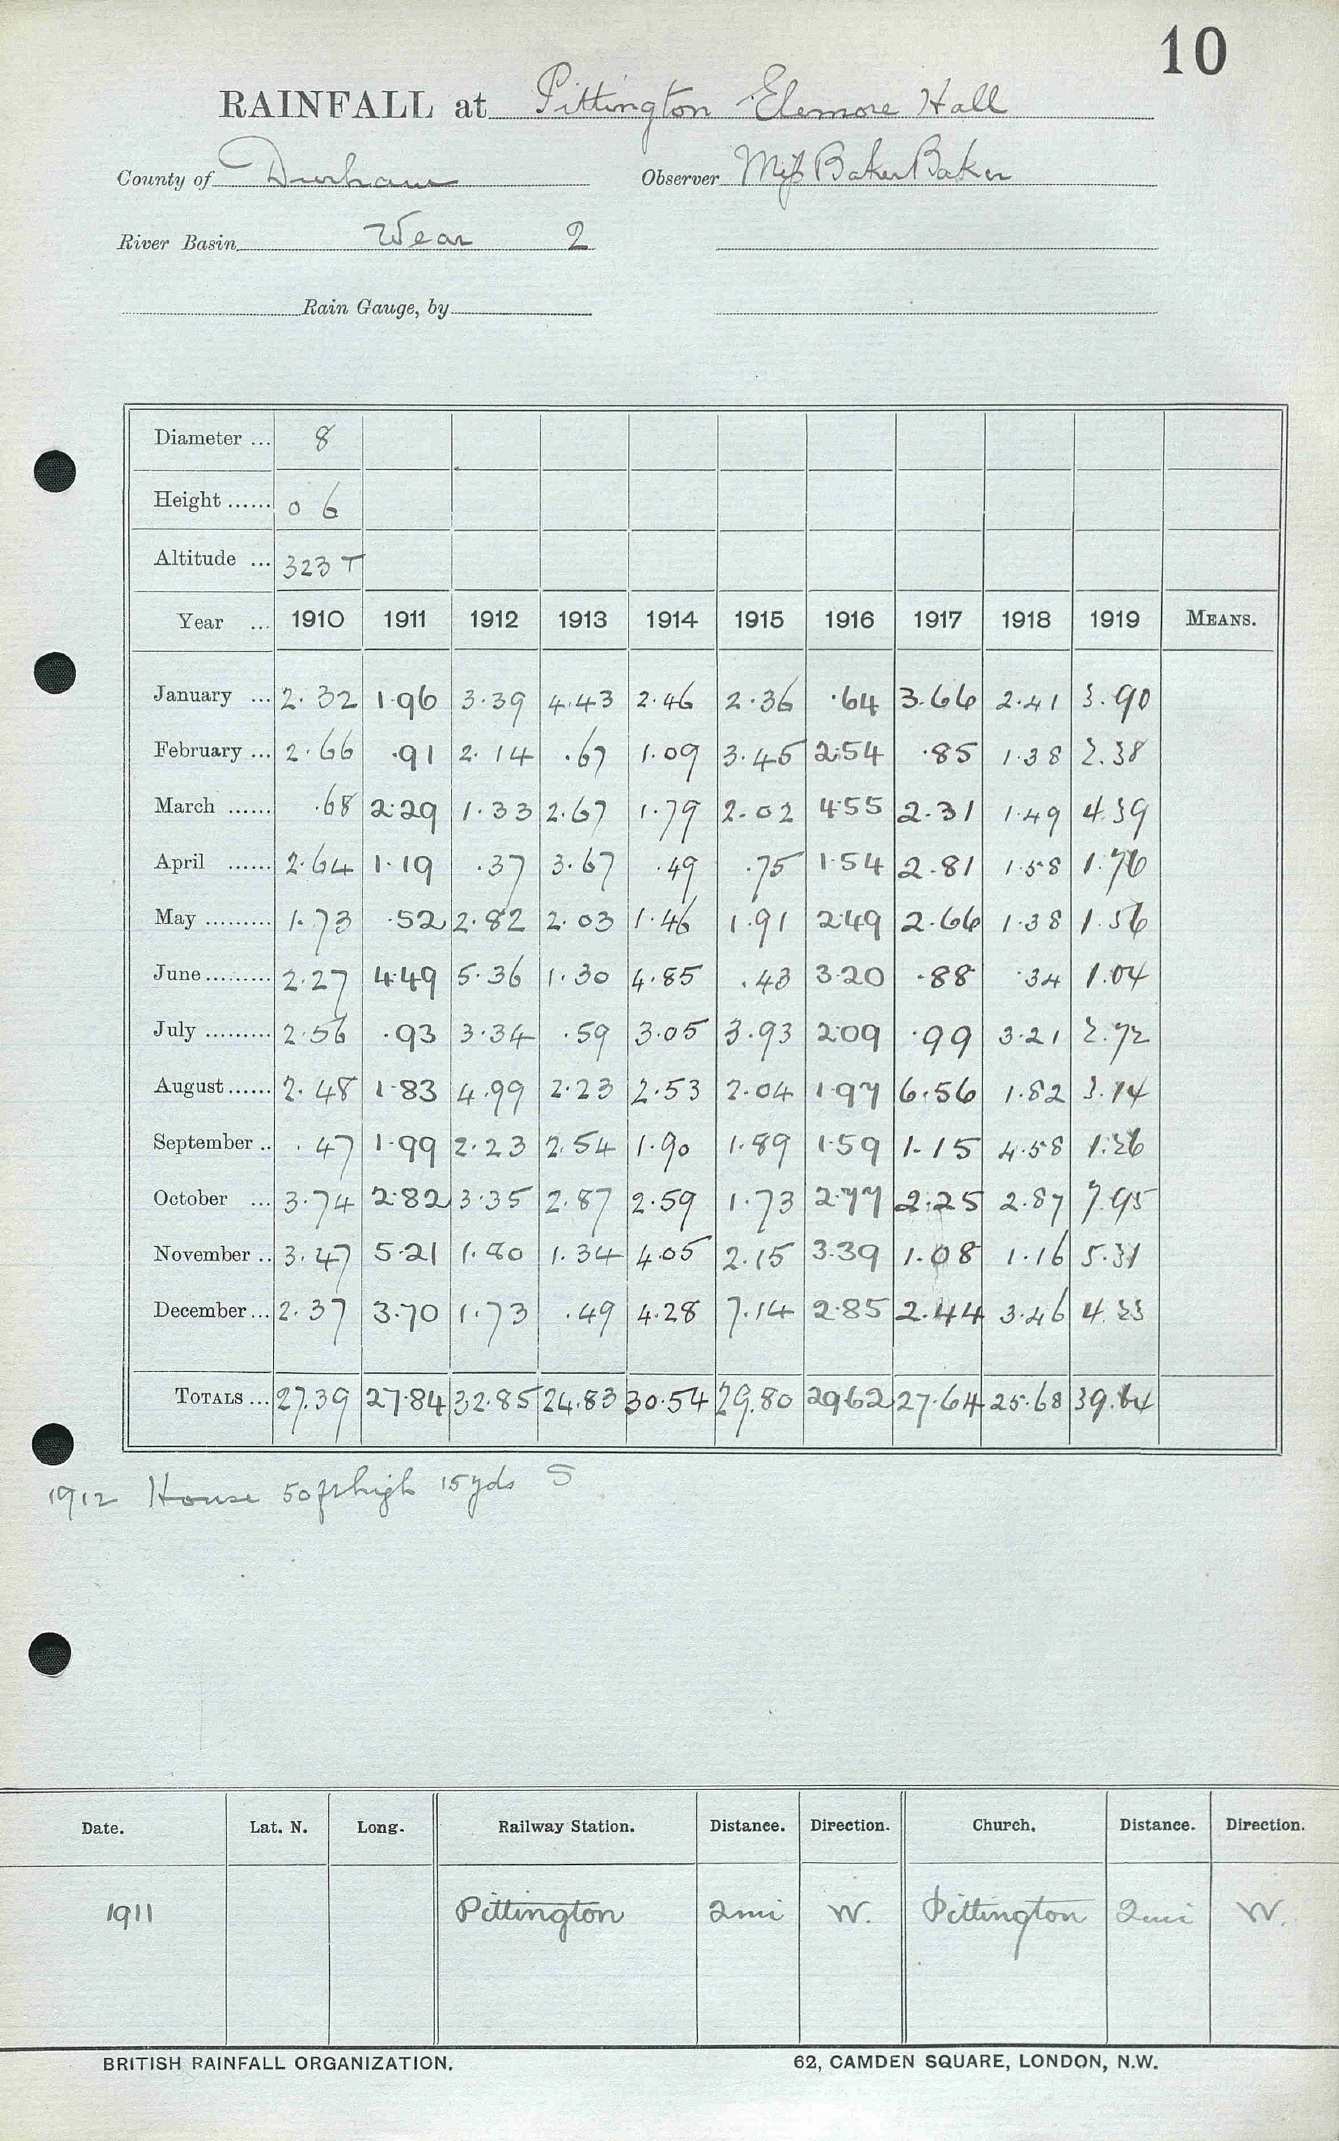 10
RAINFALL at Pittington Elemore Hall
County of Durham Observer Miss Baker Baker
River Basin Wear 2
Rain Gauge, by
Diameter ... 8
Height ...... 0 6
Altitude ... 323 T
Year ... 1910 1911 1912 1913 1914 1915 1916 1917 1918 1919 MEANS.
January ... 2.32 1.96 3.39 4.43 2.46 2.36 .64 3.66 2.41 3.90
February ... 2.66 .91 2.14 .67 1.09 3.45 2.54 .85 1.38 2.38
March ...... .68 2.29 1.33 2.67 1.79 2.02 4.55 2.31 1.49 4.39
April ...... 2.64 1.19 .37 3.67 .49 .75 1.54 2.81 1.58 1.76
May ......... 1.73 .52 2.82 2.03 1.46 1.91 2.49 2.66 1.38 1.56
June ......... 2.27 4.49 5.36 1.30 4.85 .43 3.20 .88 .34 1.04
July ......... 2.56 .93 3.34 .59 3.05 3.93 2.09 .99 3.21 2.72
August ...... 2.48 1.83 4.99 2.23 2.53 2.04 1.97 6.56 1.82 3.14
September .. .47 1.99 2.23 2.54 1.90 1.89 1.59 1.15 4.58 1.26
October ... 3.74 2.82 3.35 2.87 2.59 1.73 2.77 2.25 2.87 7.95
November .. 3.47 5.21 1.80 1.34 4.05 2.15 3.39 1.08 1.16 5.31
December ... 2.37 3.70 1.73 .49 4.28 7.14 2.85 2.44 3.46 4.23
TOTALS ... 27.39 27.84 32.85 24.83 30.54 29.80 29.62 27.64 25.68 39.64
1912 House 50ft high 15yds S
Date. Lat. N. Long. Railway Station. Distance. Direction. Church. Distance. Direction.
1911 Pittington 2mi W. Pittington 2mi W.
BRITISH RAINFALL ORGANIZATION. 62, CAMDEN SQUARE, LONDON, N.W.